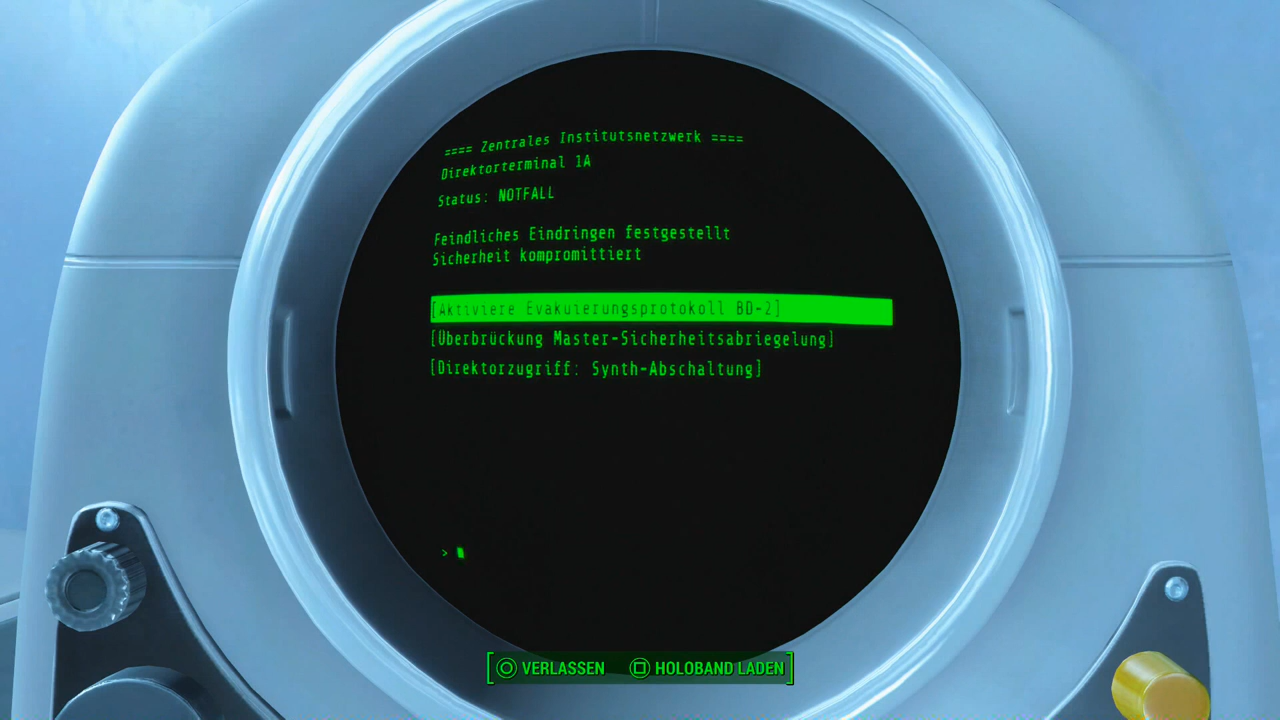 ==== Zentrales Institutsnetzwerk ====
Direktorterminal 1A
Status: NOTFALL
Feindliches Eindringen festgestellt
Sicherheit kompromittiert
[Aktiviere Evakuierungsprotokoll BD-2]
[Überbrückung Master-Sicherheitsabriegelung]
[Direktorzugriff: Synth-Abschaltung]
>
VERLASSEN HOLOBAND LADEN